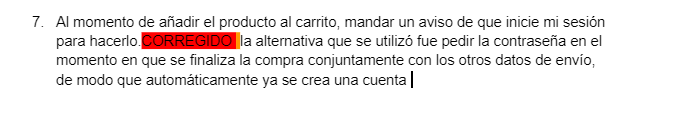 7. Al momento de añadir el producto al carrito, mandar un aviso de que inicie mi sesión
para hacerlo.CORREGIDO: la alternativa que se utilizó fue pedir la contraseña en el
momento en que se finaliza la compra conjuntamente con los otros datos de envío,
de modo que automáticamente ya se crea una cuenta